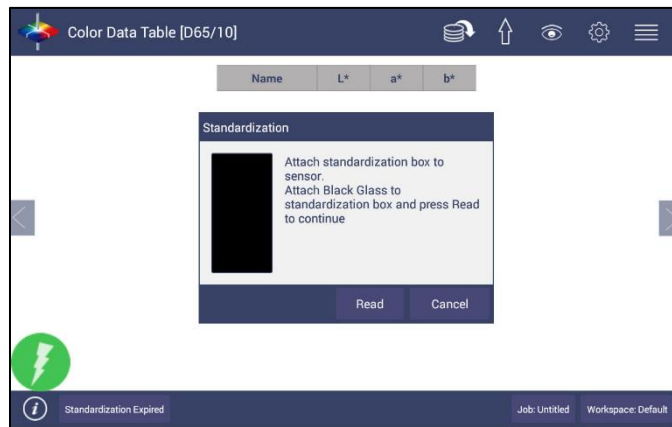 Color Data Table [D65/10]
Name L* a* b*
Standardization
Attach standardization box to
sensor.
Attach Black Glass to
standardization box and press Read
to continue
Read Cancel
Standardization Expired Job: Untitled Workspace: Default